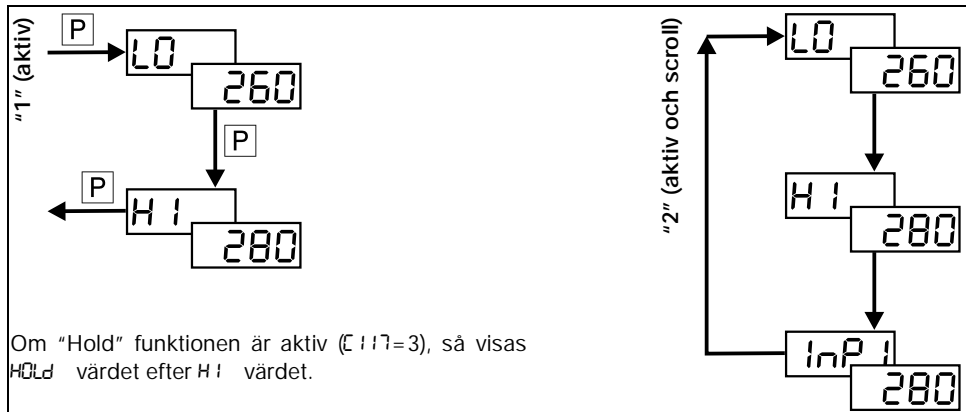 "1" (aktiv)
P
LO
260
P
P
HI
280
Om "Hold" funktionen är aktiv (C117=3), så visas
HOLd värdet efter HI värdet.
"2" (aktiv och scroll)
LO
260
HI
280
InP1
280